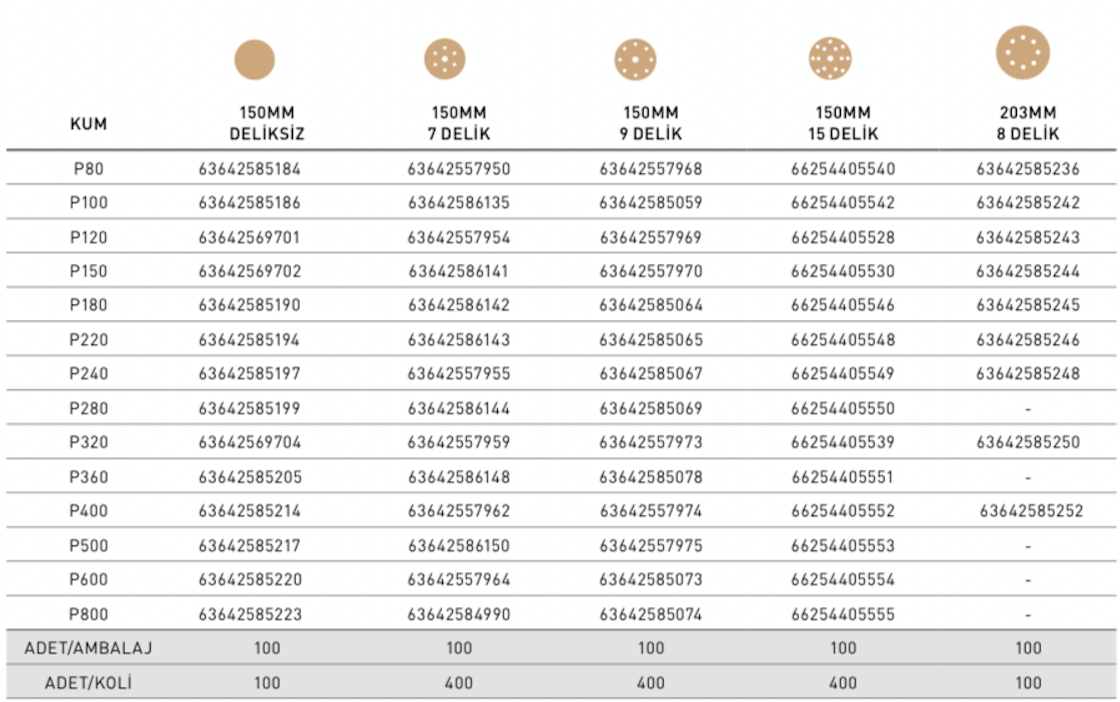 KUM 150MM DELİKSİZ 150MM 7 DELİK 150MM 9 DELİK 150MM 15 DELİK 203MM 8 DELİK
P80 63642585184 63642557950 63642557968 66254405540 63642585236
P100 63642585186 63642586135 63642585059 66254405542 63642585242
P120 63642569701 63642557954 63642557969 66254405528 63642585243
P150 63642569702 63642586141 63642557970 66254405530 63642585244
P180 63642585190 63642586142 63642585064 66254405546 63642585245
P220 63642585194 63642586143 63642585065 66254405548 63642585246
P240 63642585197 63642557955 63642585067 66254405549 63642585248
P280 63642585199 63642586144 63642585069 66254405550 -
P320 63642569704 63642557959 63642557973 66254405539 63642585250
P360 63642585205 63642586148 63642585078 66254405551 -
P400 63642585214 63642557962 63642557974 66254405552 63642585252
P500 63642585217 63642586150 63642557975 66254405553 -
P600 63642585220 63642557964 63642585073 66254405554 -
P800 63642585223 63642584990 63642585074 66254405555 -
ADET/AMBALAJ 100 100 100 100 100
ADET/KOLİ 100 400 400 400 100